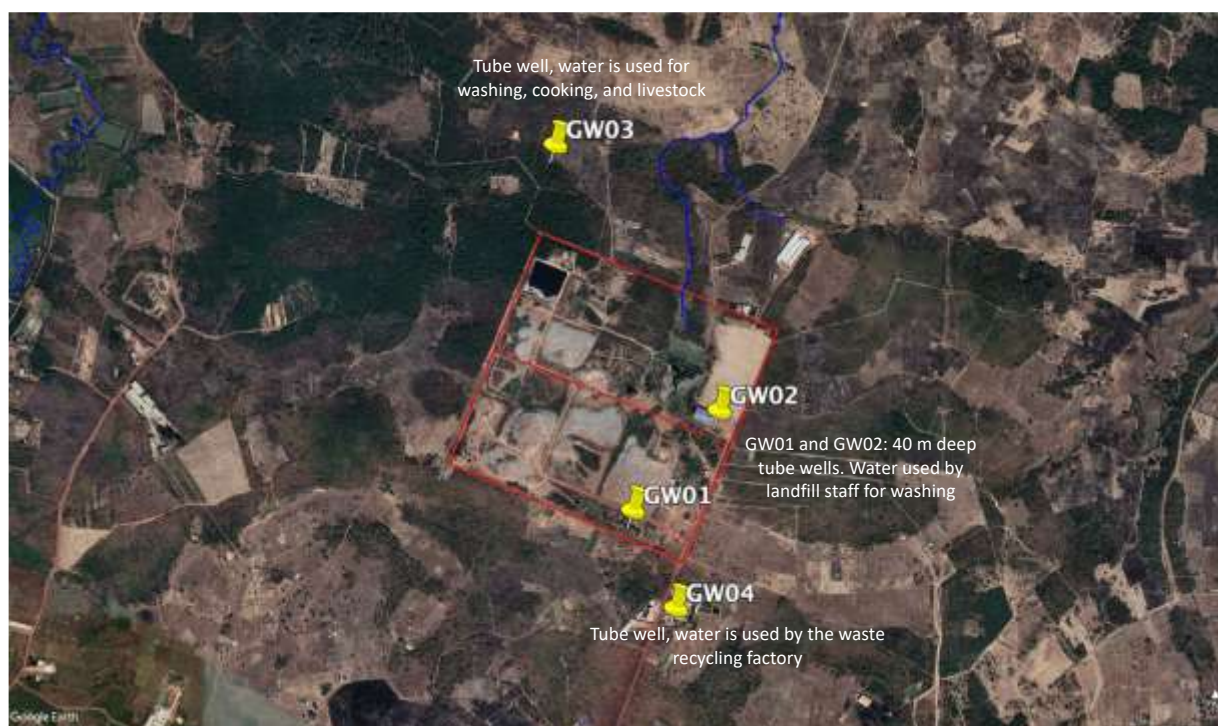 Tube well, water is used for
washing, cooking, and livestock
GW03
GW02
GW01 and GW02: 40 m deep
tube wells. Water used by
landfill staff for washing
GW01
GW04
Tube well, water is used by the waste
recycling factory
Google Earth